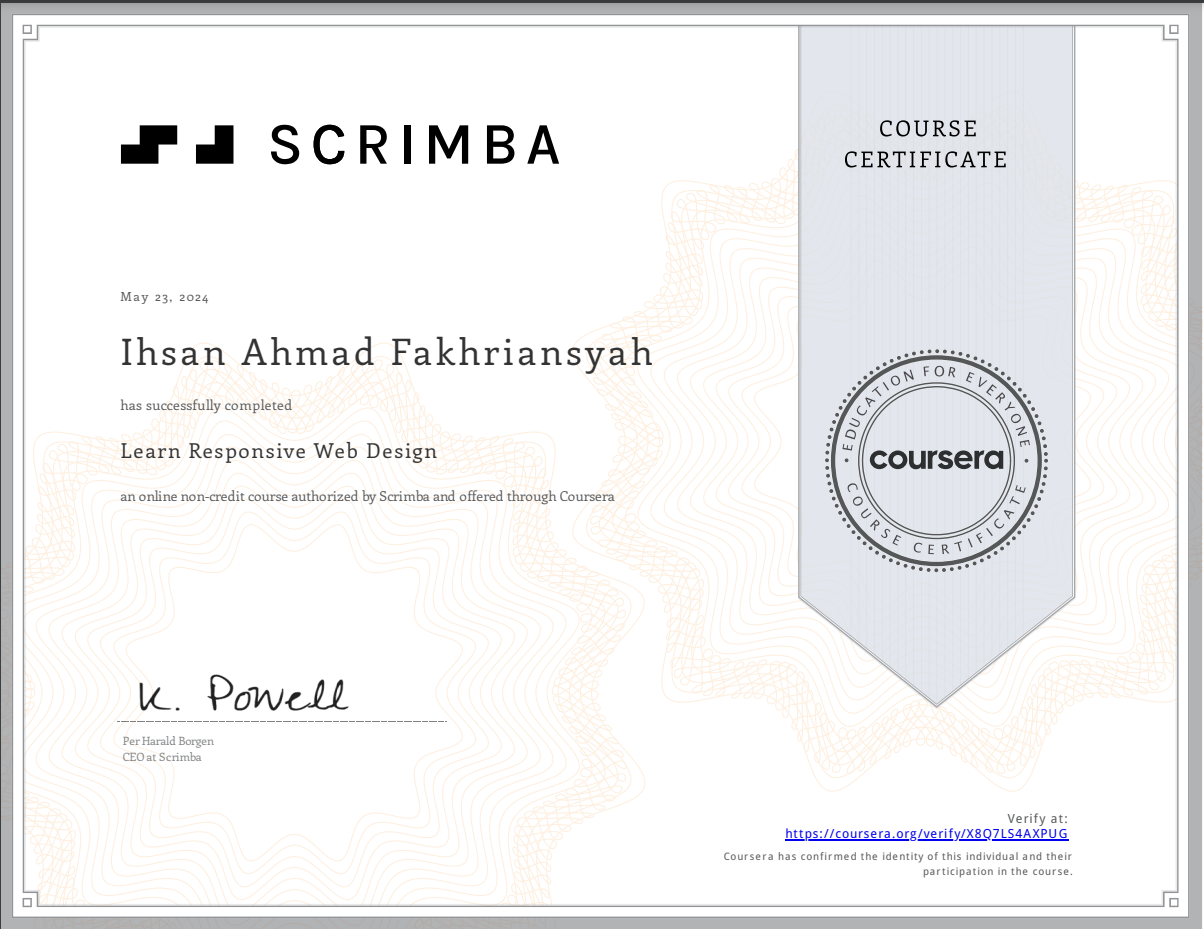 SCRIMBA
COURSE
CERTIFICATE
May 23, 2024
Ihsan Ahmad Fakhriansyah
has successfully completed
Learn Responsive Web Design
an online non-credit course authorized by Scrimba and offered through Coursera
EDUCATION FOR EVERYONE
coursera
COURSE CERTIFICATE
K. Powell
Per Harald Borgen
CEO at Scrimba
Verify at:
https://coursera.org/verify/X8Q7LS4AXPUG
Coursera has confirmed the identity of this individual and their
participation in the course.